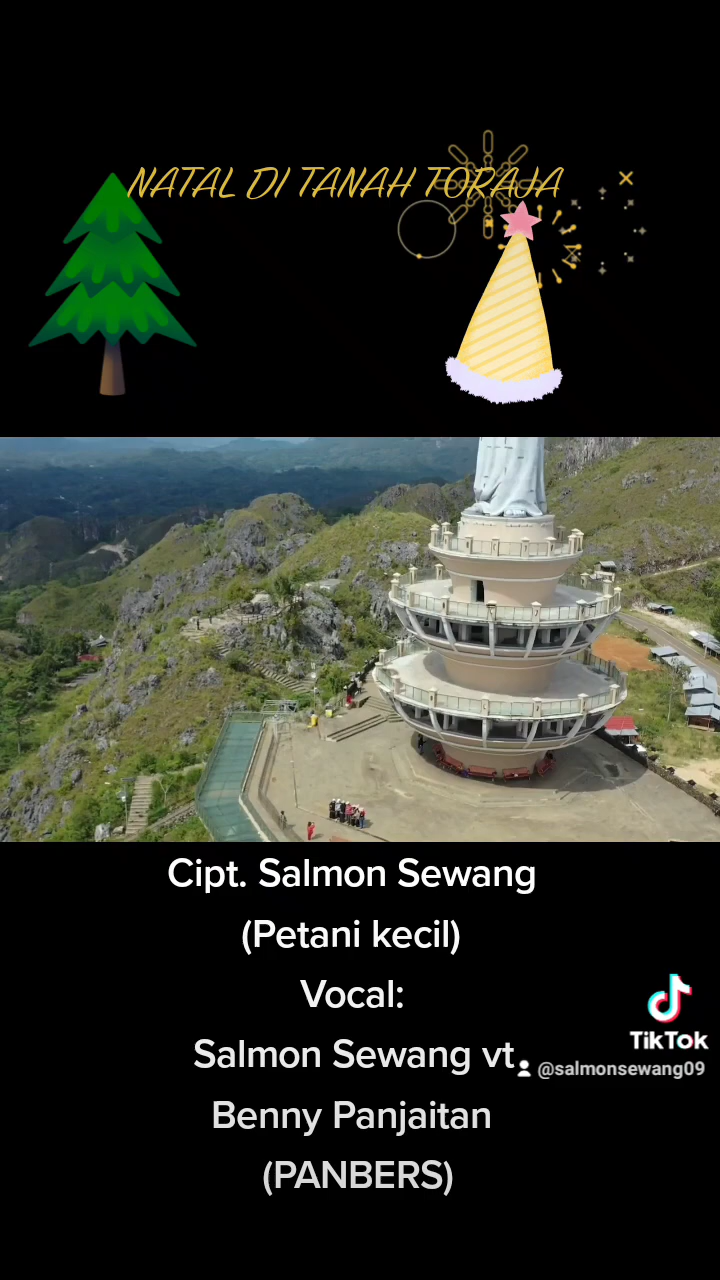 NATAL DI TANAH TORAJA
Cipt. Salmon Sewang
(Petani kecil)
Vocal:
Salmon Sewang vt
Benny Panjaitan
(PANBERS)
TikTok
@salmonsewang09